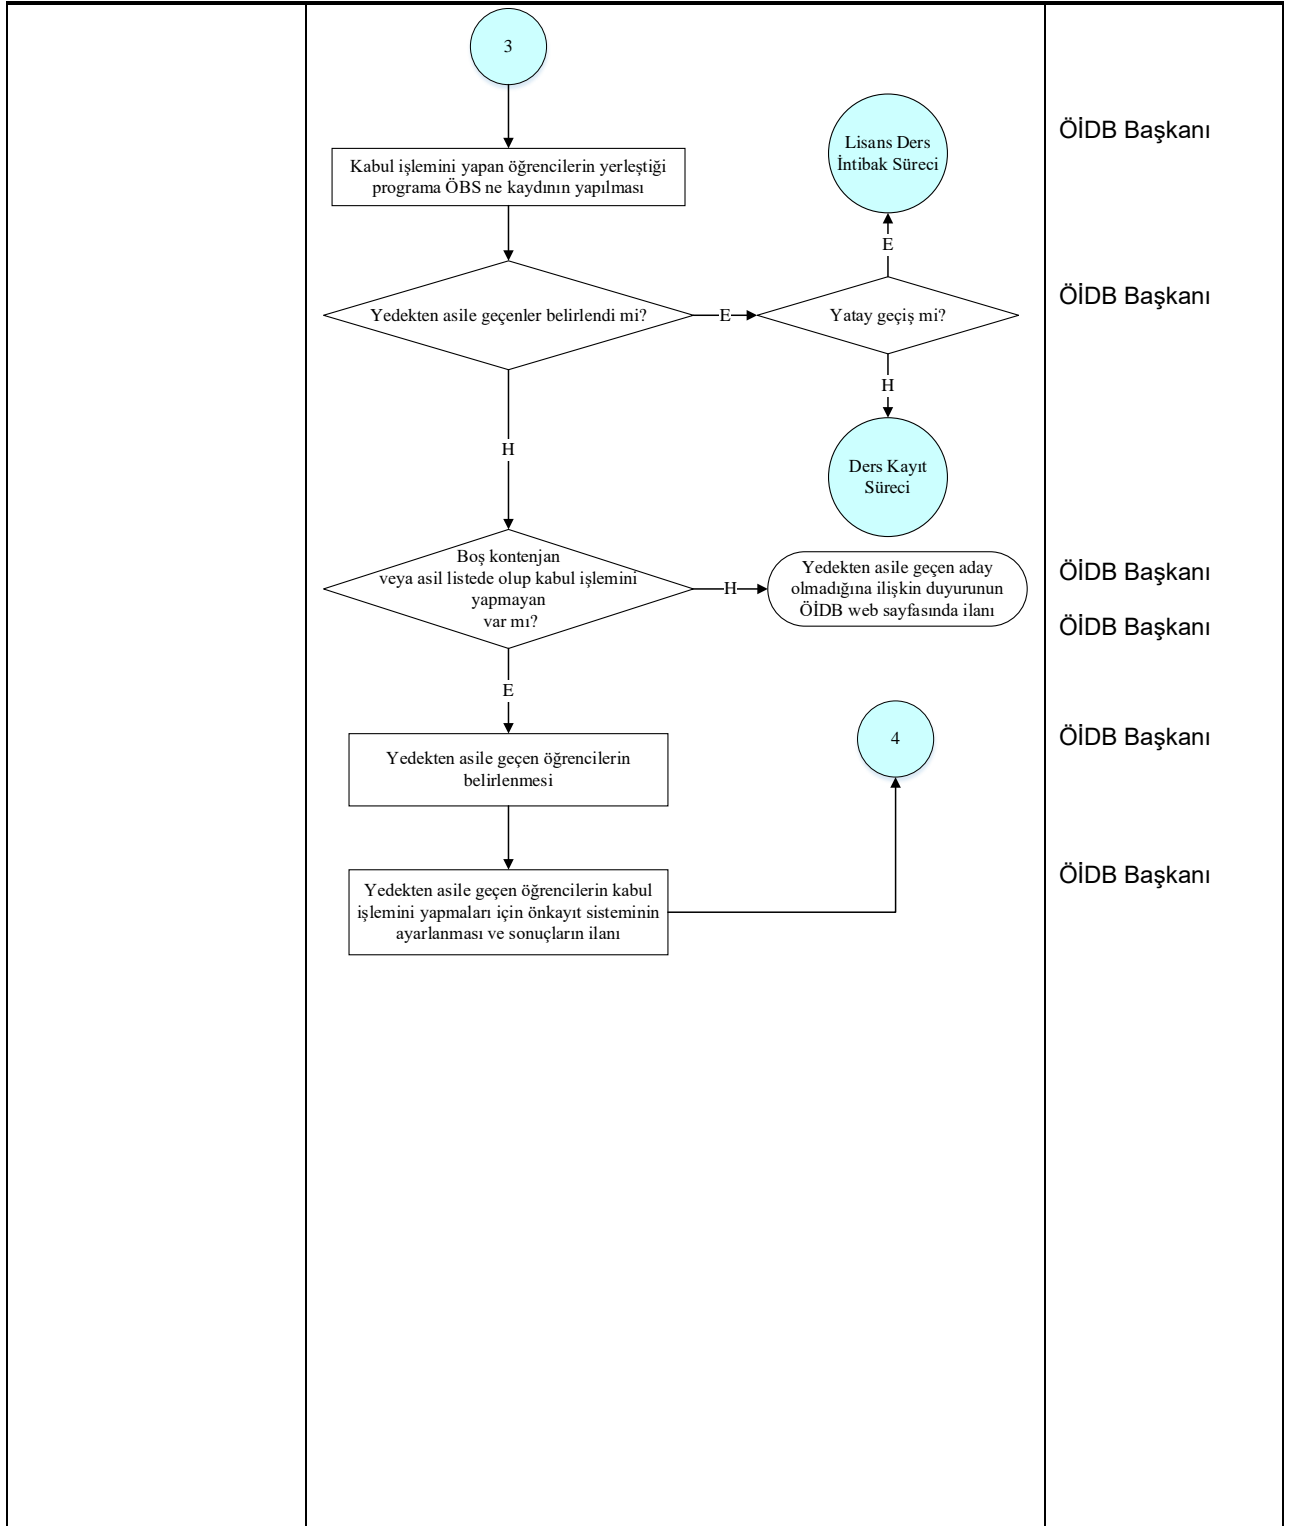 3
ÖİDB Başkanı
Lisans Ders
İntibak Süreci
Kabul işlemini yapan öğrencilerin yerleştiği
programa ÖBS ne kaydının yapılması
E
ÖİDB Başkanı
Yedekten asile geçenler belirlendi mi?
E
Yatay geçiş mi?
H
H
Ders Kayıt
Süreci
Boş kontenjan
veya asil listede olup kabul işlemini
yapmayan
var mı?
H
Yedekten asile geçen aday
olmadığına ilişkin duyurunun
ÖİDB web sayfasında ilanı
ÖİDB Başkanı
ÖİDB Başkanı
E
Yedekten asile geçen öğrencilerin
belirlenmesi
4
ÖİDB Başkanı
Yedekten asile geçen öğrencilerin kabul
işlemini yapmaları için önkayıt sisteminin
ayarlanması ve sonuçların ilanı
ÖİDB Başkanı